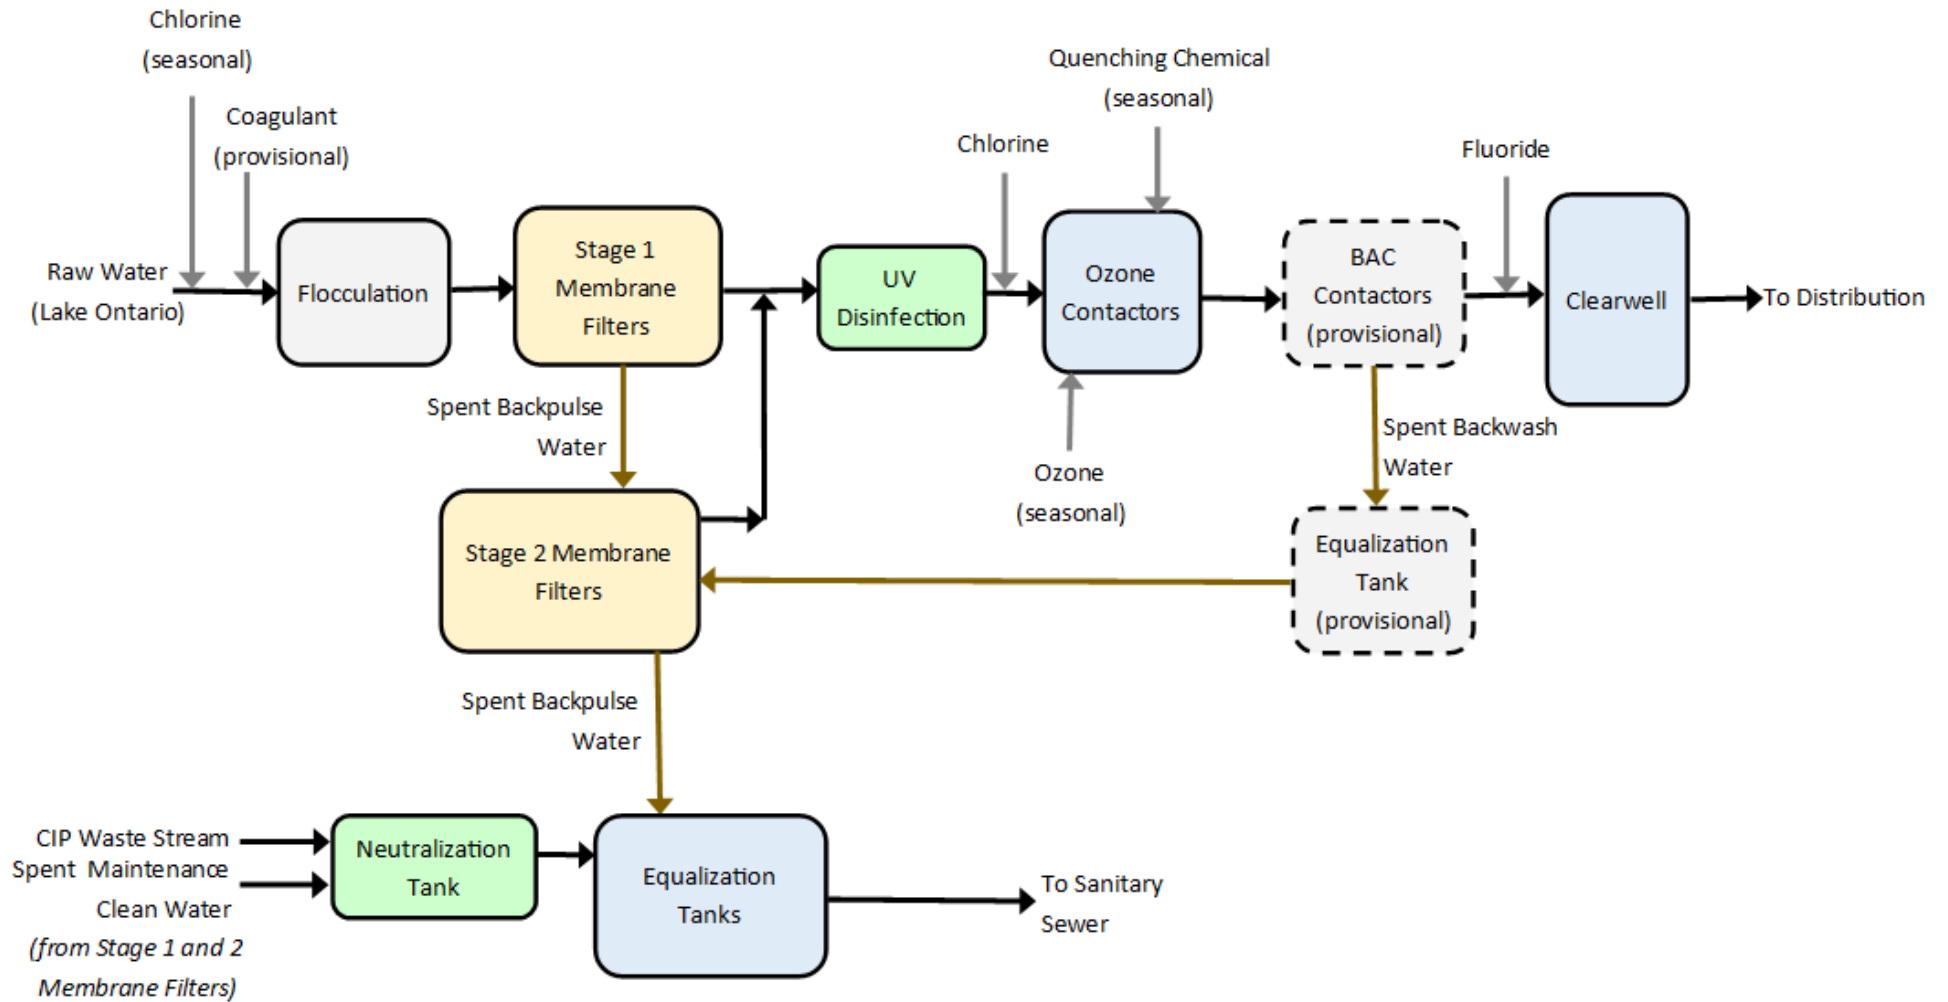 Chlorine
(seasonal)
Coagulant
(provisional)
Raw Water
(Lake Ontario)
Flocculation
Stage 1
Membrane
Filters
Spent Backpulse
Water
UV
Disinfection
Chlorine
Quenching Chemical
(seasonal)
Ozone
Contactors
Ozone
(seasonal)
BAC
Contactors
(provisional)
Fluoride
Clearwell
To Distribution
Spent Backwash
Water
Equalization
Tank
(provisional)
Stage 2 Membrane
Filters
Spent Backpulse
Water
CIP Waste Stream
Spent Maintenance
Clean Water
(from Stage 1 and 2
Membrane Filters)
Neutralization
Tank
Equalization
Tanks
To Sanitary
Sewer